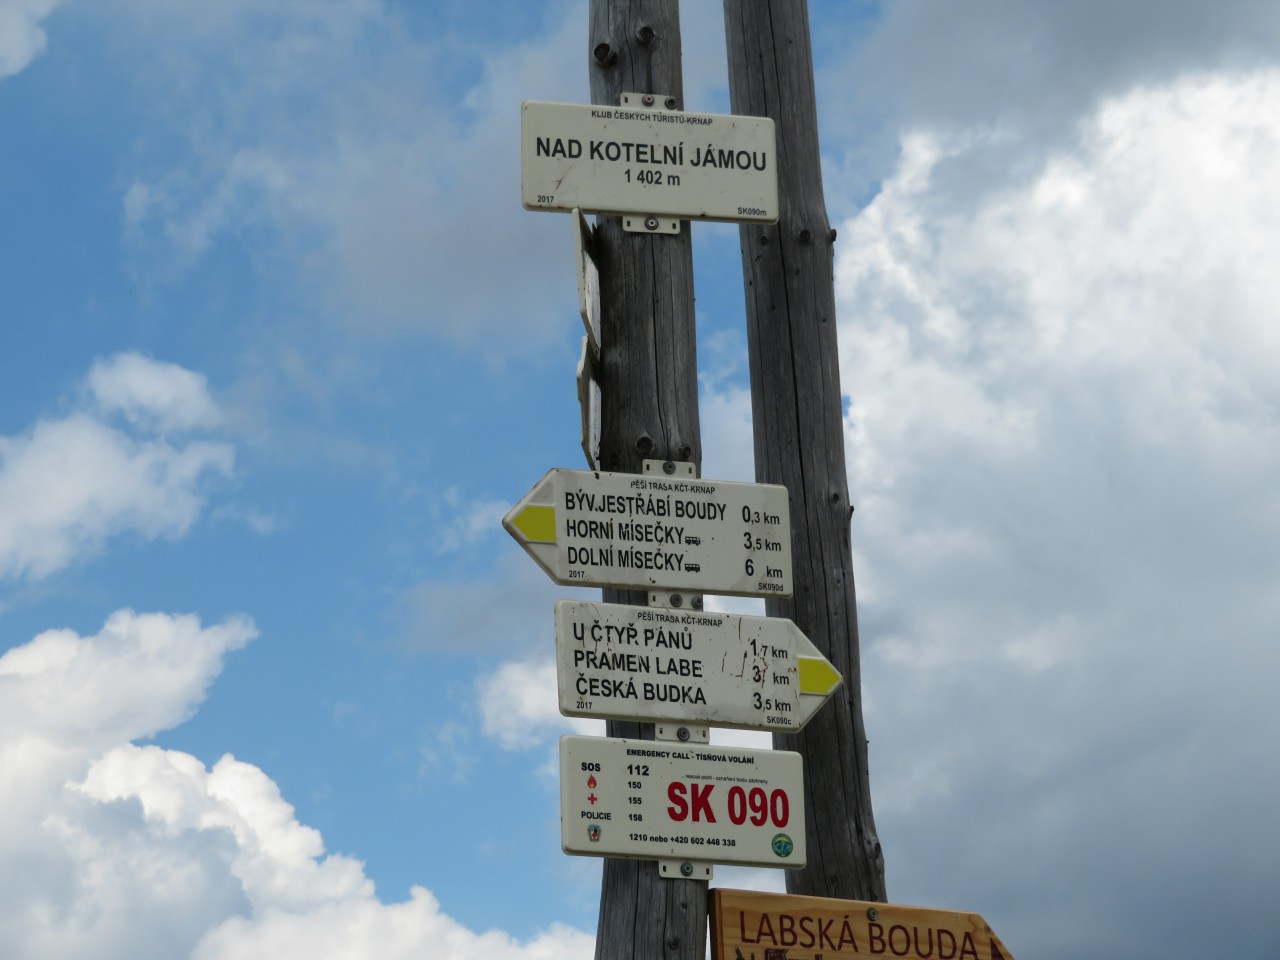 KLUB ČESKÝCH TURISTŮ-KRNAP
NAD KOTELNÍ JÁMOU
1 402 m
2017 SK090m
PĚŠÍ TRASA KČT-KRNAP
BÝV.JESTŘÁBÍ BOUDY 0,3 km
HORNÍ MÍSEČKY 3,5 km
DOLNÍ MÍSEČKY 6 km
2017 SK090d
PĚŠÍ TRASA KČT-KRNAP
U ČTYŘ PÁNŮ 1,7 km
PRAMEN LABE 3 km
ČESKÁ BUDKA 3,5 km
2017 SK090c
EMERGENCY CALL - TÍSŇOVÁ VOLÁNÍ
SOS 112
150
155
POLICIE 158
SK 090
1210 nebo +420 602 448 338
LABSKÁ BOUDA